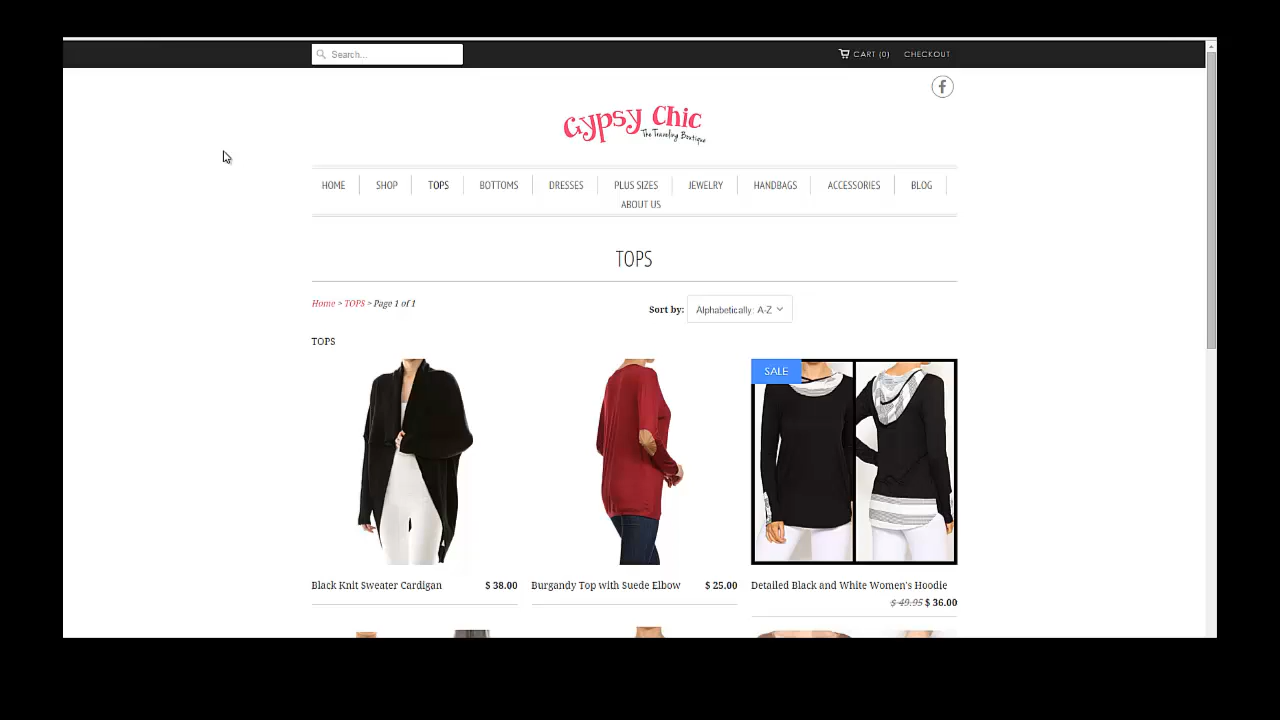 Search...
CART (0) CHECKOUT
Gypsy Chic
The Traveling Boutique
HOME SHOP TOPS BOTTOMS DRESSES PLUS SIZES JEWELRY HANDBAGS ACCESSORIES BLOG
ABOUT US
TOPS
Home > TOPS > Page 1 of 1
Sort by: Alphabetically: A-Z
TOPS
SALE
Black Knit Sweater Cardigan $ 38.00
Burgandy Top with Suede Elbow $ 25.00
Detailed Black and White Women's Hoodie
$ 49.95 $ 36.00